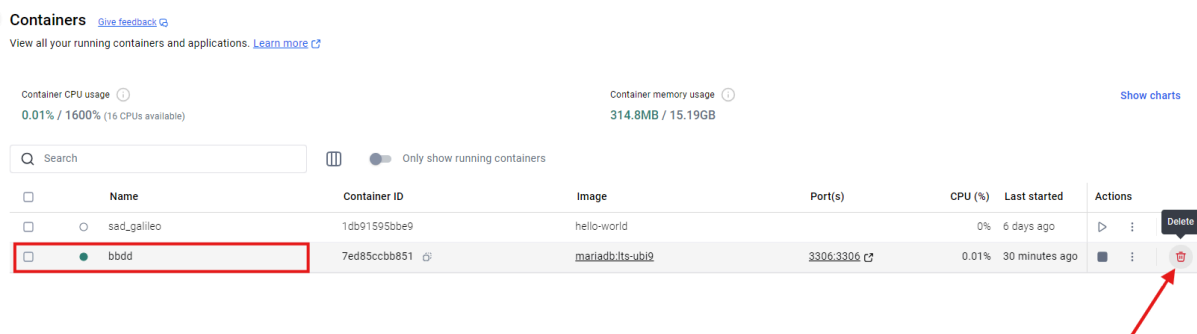 Containers Give feedback
View all your running containers and applications. Learn more
Container CPU usage
0.01% / 1600% (16 CPUs available)
Container memory usage
314.8MB / 15.19GB
Show charts
Search
Only show running containers
Name Container ID Image Port(s) CPU (%) Last started Actions
sad_galileo 1db91595bbe9 hello-world 0% 6 days ago
Delete
bbdd 7ed85ccbb851 mariadb:lts-ubi9 3306:3306 0.01% 30 minutes ago